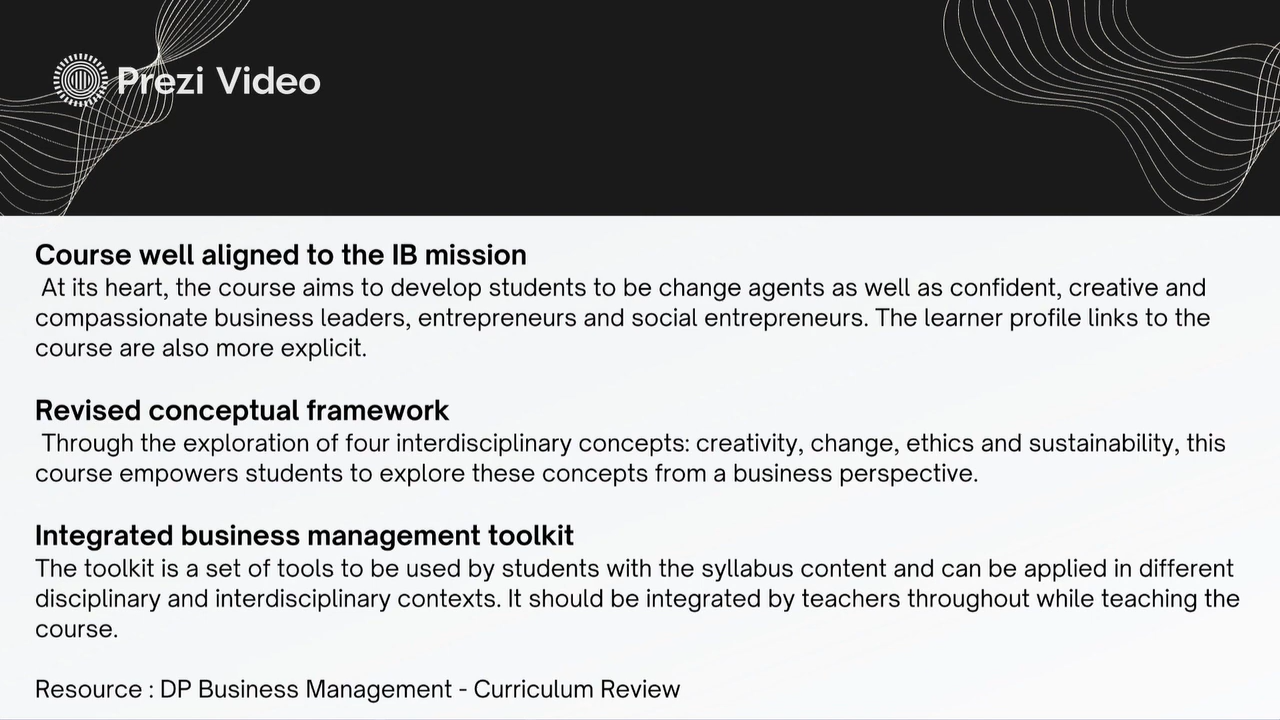 Prezi Video
Course well aligned to the IB mission
At its heart, the course aims to develop students to be change agents as well as confident, creative and
compassionate business leaders, entrepreneurs and social entrepreneurs. The learner profile links to the
course are also more explicit.
Revised conceptual framework
Through the exploration of four interdisciplinary concepts: creativity, change, ethics and sustainability, this
course empowers students to explore these concepts from a business perspective.
Integrated business management toolkit
The toolkit is a set of tools to be used by students with the syllabus content and can be applied in different
disciplinary and interdisciplinary contexts. It should be integrated by teachers throughout while teaching the
course.
Resource : DP Business Management - Curriculum Review